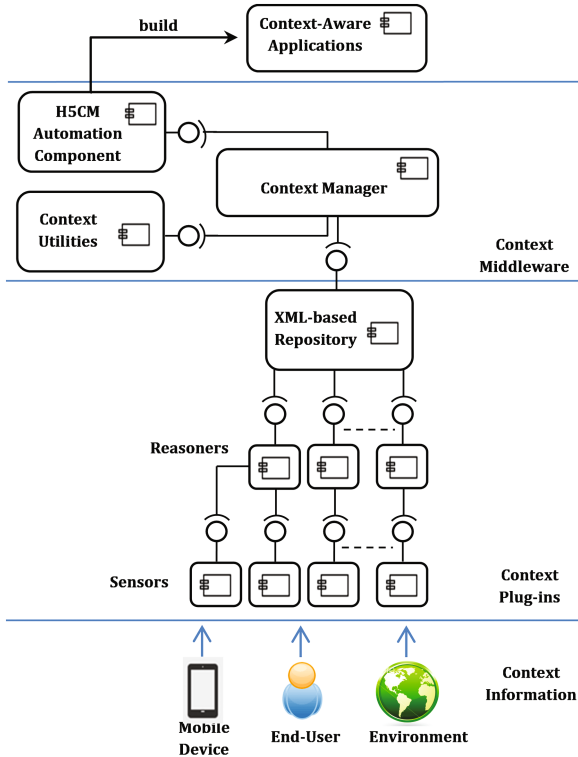 build
Context-Aware
Applications
H5CM
Automation
Component
Context Manager
Context
Utilities
Context
Middleware
XML-based
Repository
Reasoners
Sensors
Context
Plug-ins
Context
Information
Mobile
Device
End-User
Environment